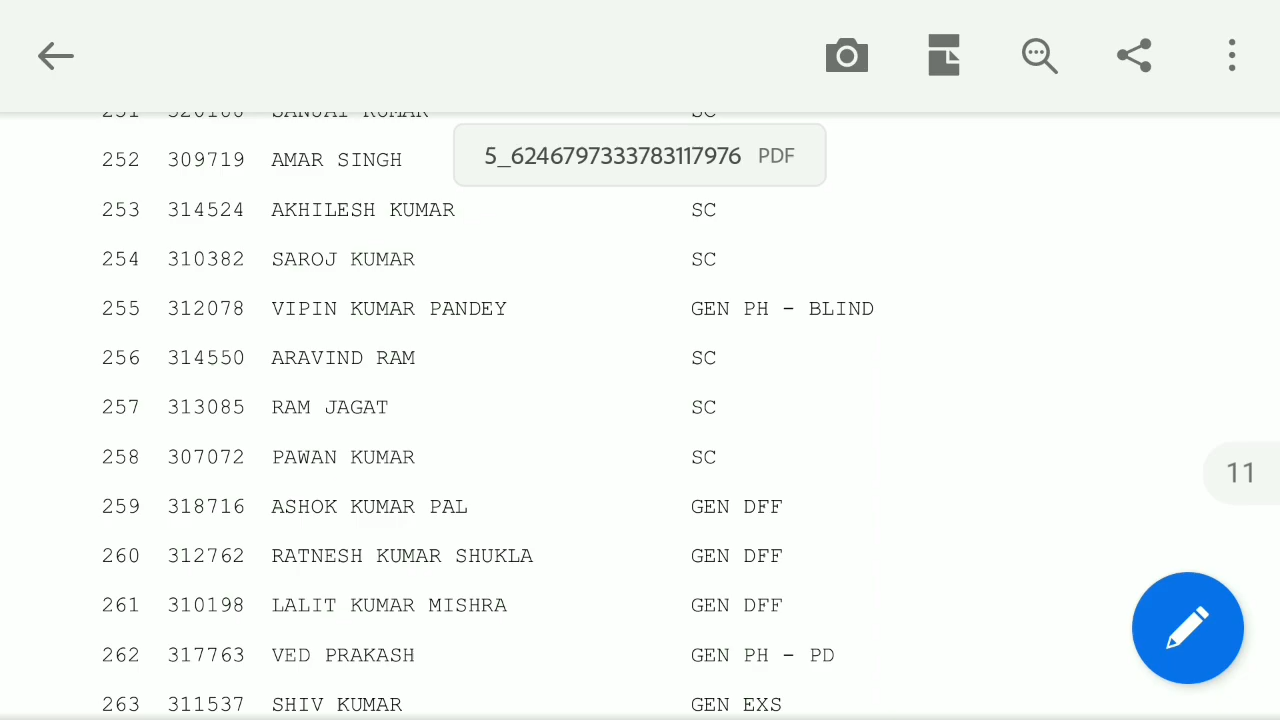 252 309719 AMAR SINGH
5_6246797333783117976 PDF
253 314524 AKHILESH KUMAR SC
254 310382 SAROJ KUMAR SC
255 312078 VIPIN KUMAR PANDEY GEN PH - BLIND
256 314550 ARAVIND RAM SC
257 313085 RAM JAGAT SC
258 307072 PAWAN KUMAR SC
11
259 318716 ASHOK KUMAR PAL GEN DFF
260 312762 RATNESH KUMAR SHUKLA GEN DFF
261 310198 LALIT KUMAR MISHRA GEN DFF
262 317763 VED PRAKASH GEN PH - PD
263 311537 SHIV KUMAR GEN EXS